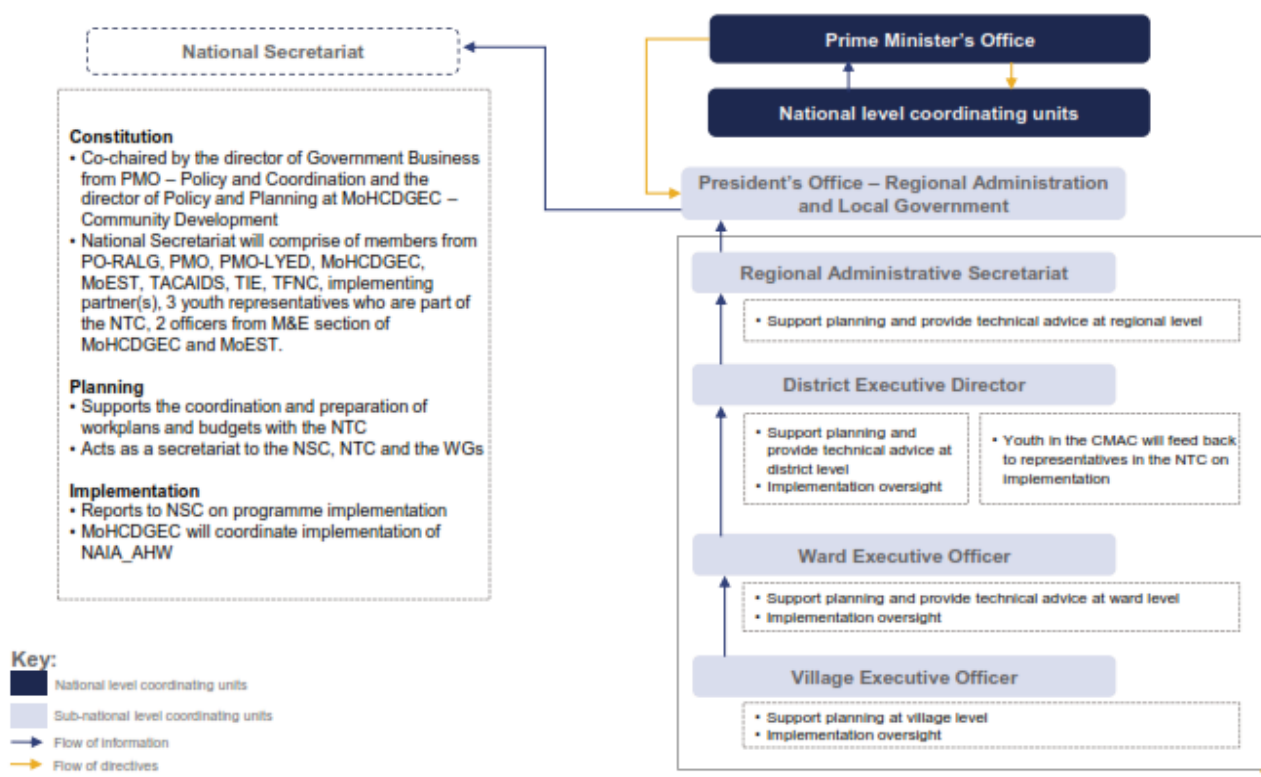 National Secretariat
Constitution
• Co-chaired by the director of Government Business
from PMO – Policy and Coordination and the
director of Policy and Planning at MoHCDGEC –
Community Development
• National Secretariat will comprise of members from
PO-RALG, PMO, PMO-LYED, MoHCDGEC,
MoEST, TACAIDS, TIE, TFNC, implementing
partner(s), 3 youth representatives who are part of
the NTC, 2 officers from M&E section of
MoHCDGEC and MoEST.
Planning
• Supports the coordination and preparation of
workplans and budgets with the NTC
• Acts as a secretariat to the NSC, NTC and the WGs
Implementation
• Reports to NSC on programme implementation
• MoHCDGEC will coordinate implementation of
NAIA_AHW
Prime Minister's Office
National level coordinating units
President's Office – Regional Administration
and Local Government
Regional Administrative Secretariat
• Support planning and provide technical advice at regional level
District Executive Director
• Support planning and
provide technical advice at
district level
• Implementation oversight
• Youth in the CMAC will feed back
to representatives in the NTC on
implementation
Ward Executive Officer
• Support planning and provide technical advice at ward level
• Implementation oversight
Village Executive Officer
• Support planning at village level
• Implementation oversight
Key:
National level coordinating units
Sub-national level coordinating units
Flow of information
Flow of directives